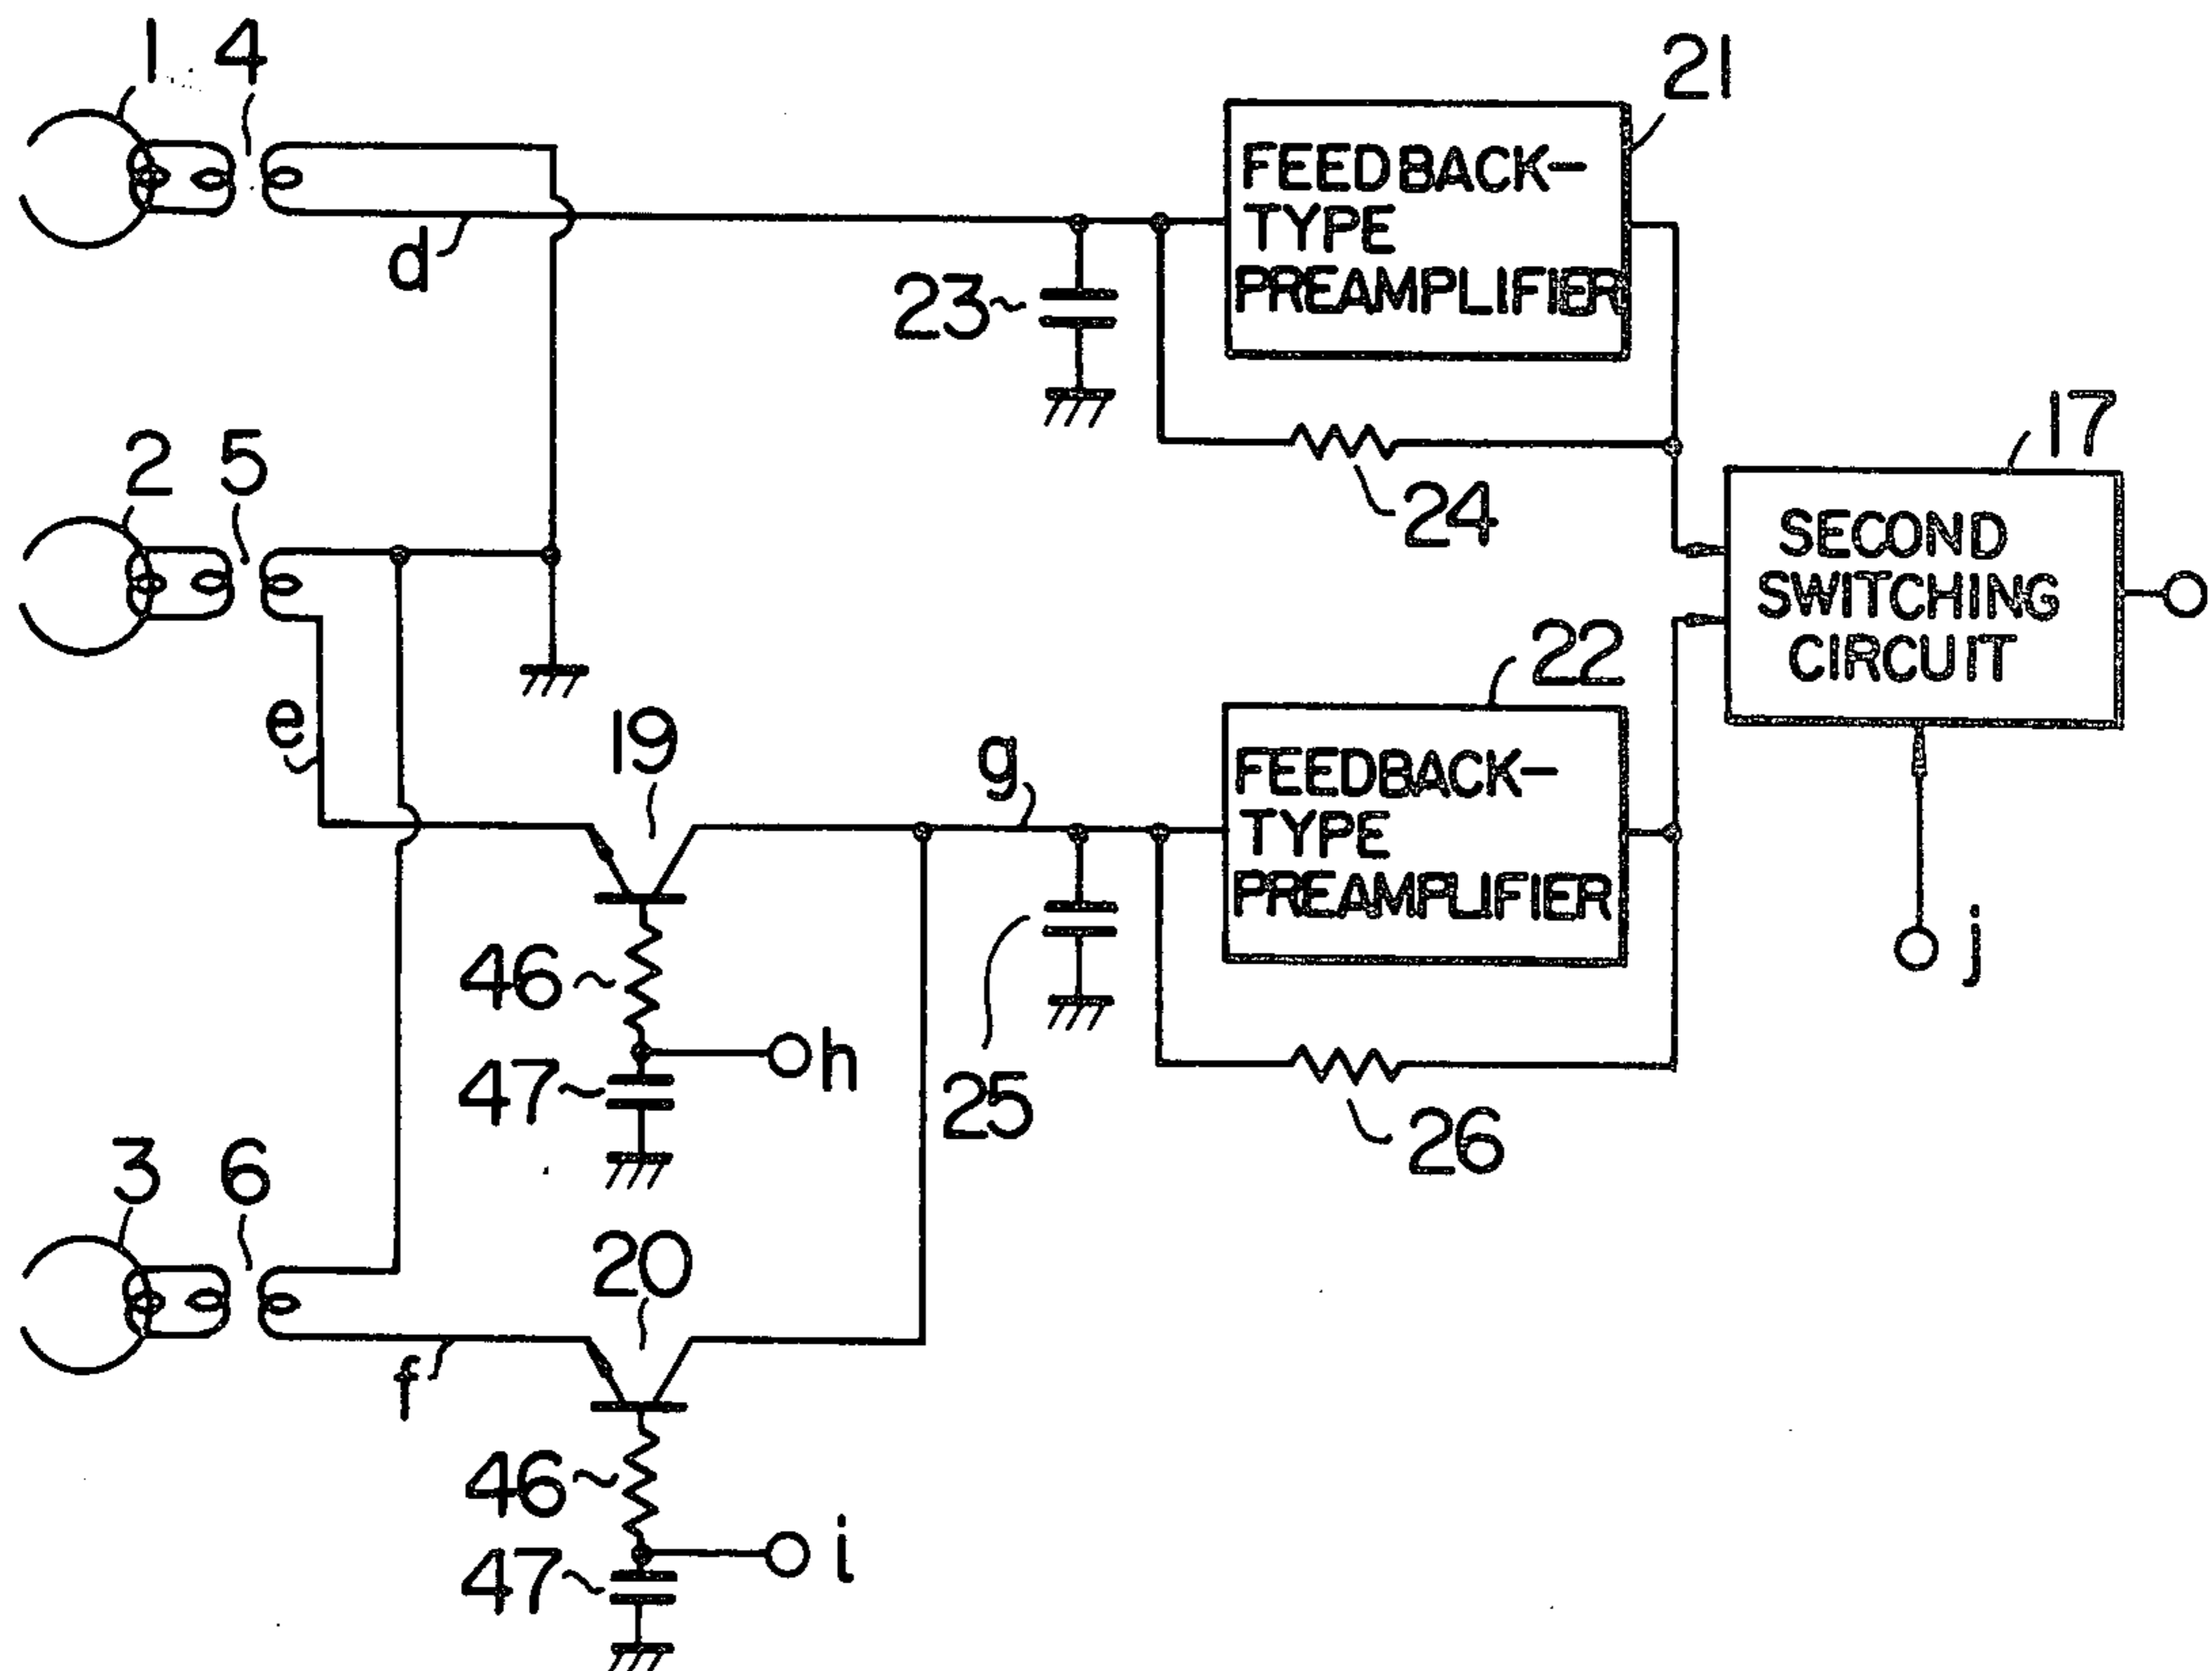 1 4
21
FEEDBACK-
TYPE
PREAMPLIFIER
d
23
24
17
SECOND
SWITCHING
CIRCUIT
2 5
e
19
g
22
FEEDBACK-
TYPE
PREAMPLIFIER
j
46
h
47
25
26
3 6
20
f
46
i
47